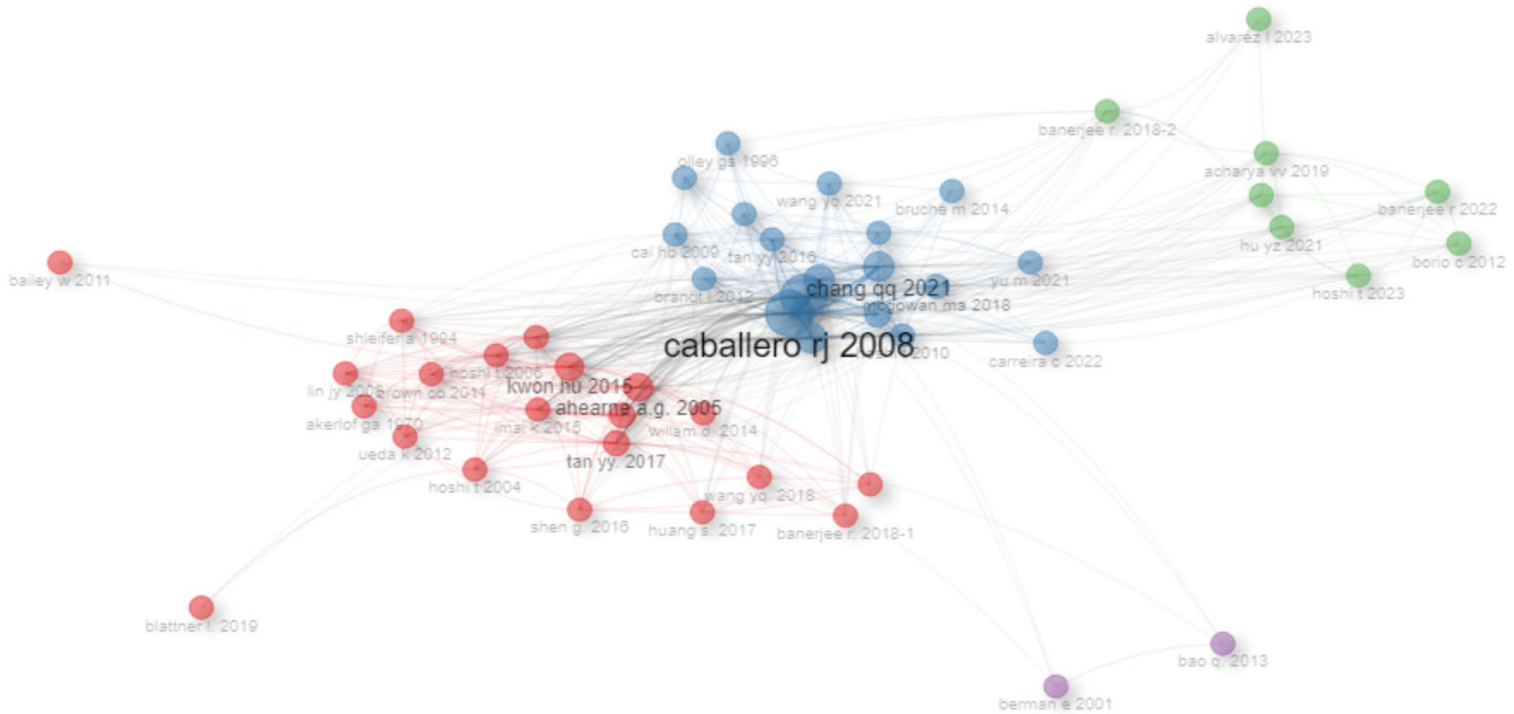 alvarez l 2023
banerjee r. 2018-2
olley gs 1996
acharya vv 2019
wang yq 2021
bruche m 2014
banerjee r 2022
cai hb 2009
tan yy 2016
hu yz 2021
borio c 2012
bailey w 2011
yu m 2021
chang qq 2021
hoshi t 2023
brandt l 2012
mcgowan ma 2018
shleifer a 1994
caballero rj 2008
2010
carreira c 2022
hoshi t 2006
kwon hu 2015
lin jy
brown co 2011
ahearne a.g. 2005
akerlof ga 1970
imai k 2016
willam d. 2014
ueda k 2012
tan yy. 2017
hoshi t 2004
wang yq. 2018
shen g. 2016
huang s. 2017
banerjee r. 2018-1
blattner l. 2019
bao q. 2013
berman e 2001